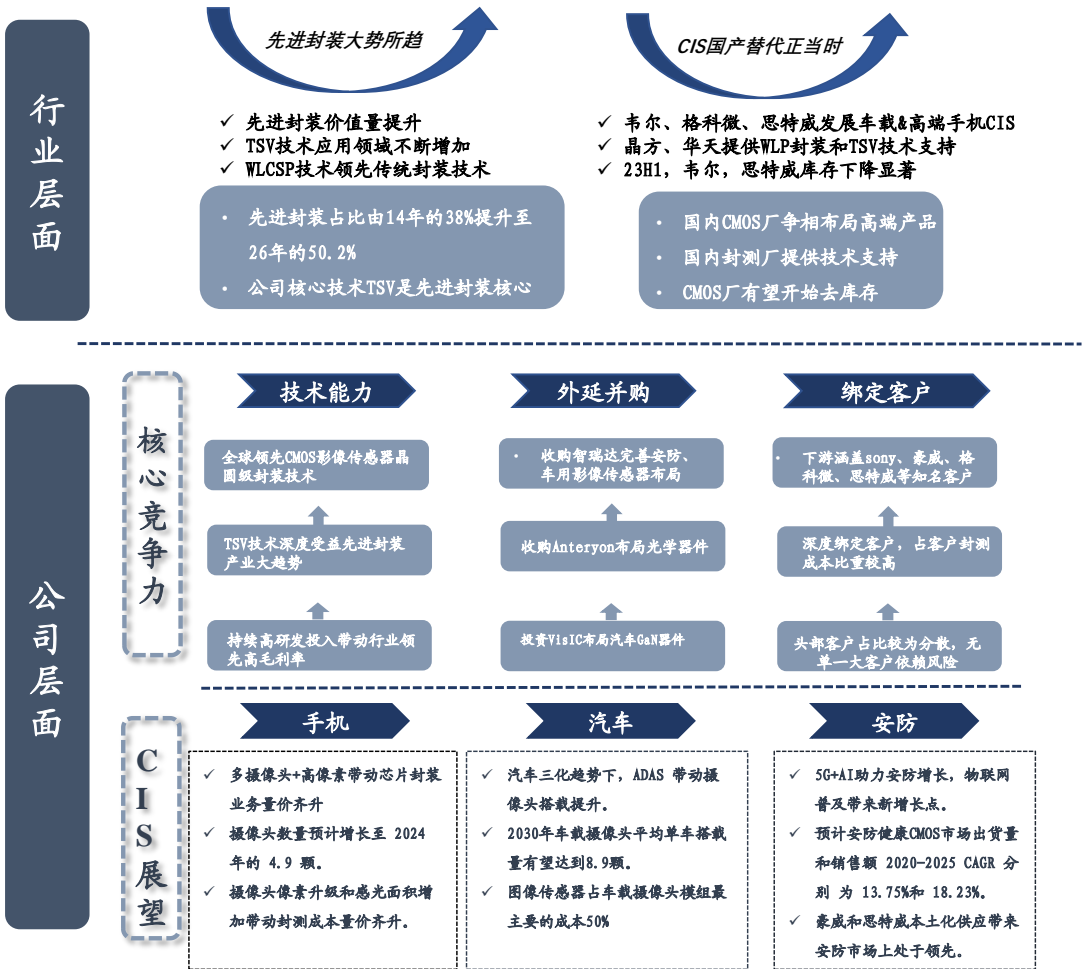 行业层面
先进封装大势所趋
先进封装价值量提升
TSV技术应用领域不断增加
WLCSP技术领先传统封装技术
先进封装占比由14年的38%提升至
26年的50.2%
公司核心技术TSV是先进封装核心
CIS国产替代正当时
韦尔、格科微、思特威发展车载&高端手机CIS
晶方、华天提供WLP封装和TSV技术支持
23H1，韦尔，思特威库存下降显著
国内CMOS厂争相布局高端产品
国内封测厂提供技术支持
CMOS厂有望开始去库存
公司层面
核心竞争力
技术能力
全球领先CMOS影像传感器晶
圆级封装技术
TSV技术深度受益先进封装
产业大趋势
持续高研发投入带动行业领
先高毛利率
外延并购
收购智瑞达完善安防、
车用影像传感器布局
收购Anteryon布局光学器件
投资VisIC布局汽车GaN器件
绑定客户
下游涵盖sony、豪威、格
科微、思特威等知名客户
深度绑定客户，占客户封测
成本比重较高
头部客户占比较为分散，无
单一大客户依赖风险
CIS展望
手机
多摄像头+高像素带动芯片封装
业务量价齐升
摄像头数量预计增长至 2024
年的 4.9 颗。
摄像头像素升级和感光面积增
加带动封测成本量价齐升。
汽车
汽车三化趋势下，ADAS 带动摄
像头搭载提升。
2030年车载摄像头平均单车搭载
量有望达到8.9颗。
图像传感器占车载摄像头模组最
主要的成本50%
安防
5G+AI助力安防增长，物联网
普及带来新增长点。
预计安防健康CMOS市场出货量
和销售额 2020-2025 CAGR 分
别 为 13.75%和 18.23%。
豪威和思特威本土化供应带来
安防市场上处于领先。